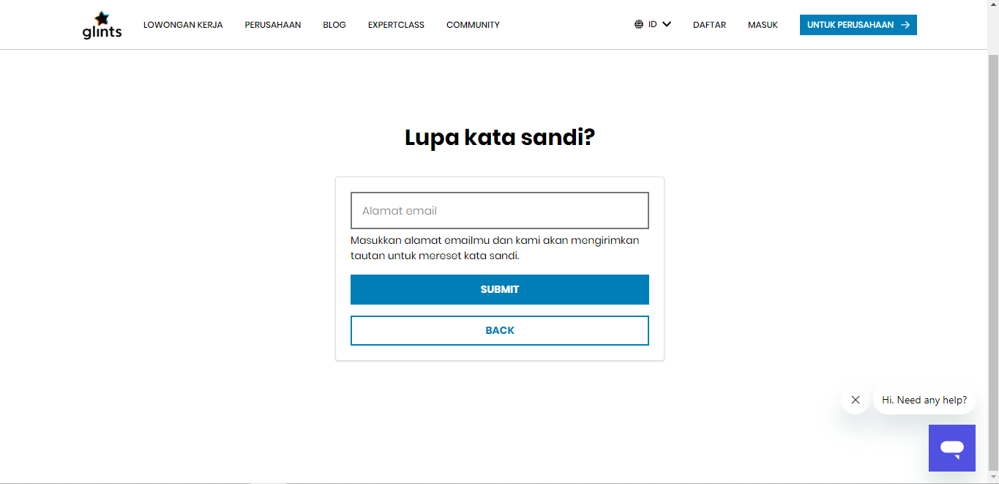 glints
LOWONGAN KERJA
PERUSAHAAN
BLOG
EXPERTCLASS
COMMUNITY
ID
DAFTAR
MASUK
UNTUK PERUSAHAAN
Lupa kata sandi?
Alamat email
Masukkan alamat emailmu dan kami akan mengirimkan
tautan untuk mereset kata sandi.
SUBMIT
BACK
Hi. Need any help?